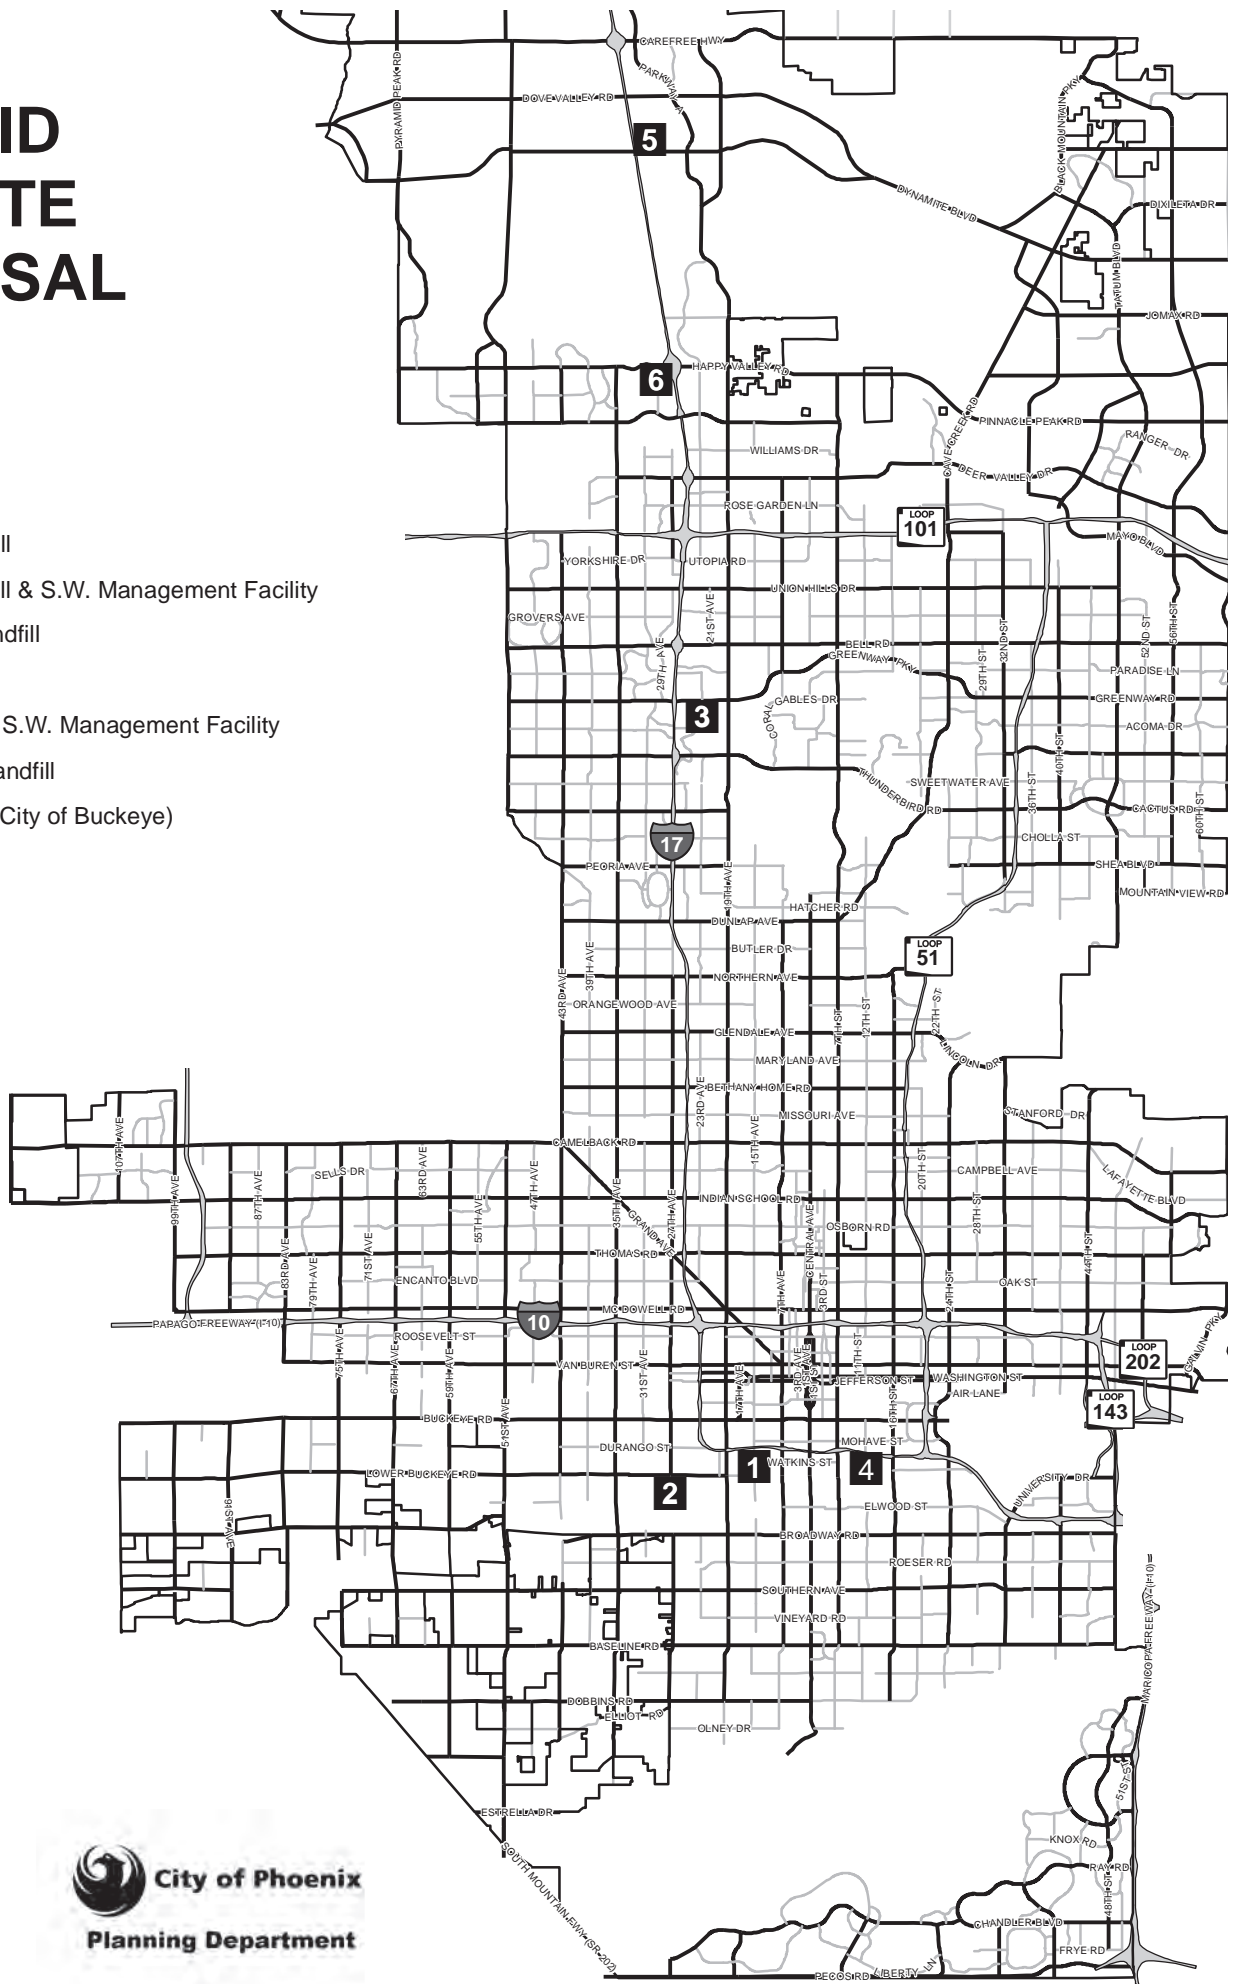 ID
TE
SAL
ll
ll & S.W. Management Facility
ndfill
S.W. Management Facility
andfill
(City of Buckeye)
CAREFREE HWY
PYRAMID PEAK RD
PARKWAY A
DOVE VALLEY RD
BLACK MOUNTAIN PKY
5
DYNAMITE BLVD
DIXILETA DR
TATUM BLVD
JOMAX RD
HAPPY VALLEY RD
6
CAVE CREEK RD
PINNACLE PEAK RD
RANGER DR
WILLIAMS DR
DEER VALLEY DR
ROSE GARDEN LN
LOOP
101
MAYO BLVD
YORKSHIRE DR
UTOPIA RD
UNION HILLS DR
GROVERS AVE
21ST AVE
29TH AVE
BELL RD
GREENWAY PKY
29TH ST
32ND ST
52ND ST
56TH ST
PARADISE LN
GREENWAY RD
3
CORAL GABLES DR
ACOMA DR
40TH ST
THUNDERBIRD RD
SWEETWATER AVE
36TH ST
CACTUS RD
60TH ST
17
CHOLLA ST
PEORIA AVE
SHEA BLVD
19TH AVE
MOUNTAIN VIEW RD
HATCHER RD
DUNLAP AVE
BUTLER DR
LOOP
51
39TH AVE
43RD AVE
NORTHERN AVE
ORANGEWOOD AVE
7TH ST
12TH ST
22TH ST
GLENDALE AVE
LINCOLN DR
MARYLAND AVE
BETHANY HOME RD
23RD AVE
MISSOURI AVE
STANFORD DR
15TH AVE
107TH AVE
CAMELBACK RD
99TH AVE
87TH AVE
SELLS DR
63RD AVE
47TH AVE
20TH ST
CAMPBELL AVE
LAFAYETTE BLVD
55TH AVE
35TH AVE
27TH AVE
INDIAN SCHOOL RD
28TH ST
GRAND AVE
OSBORN RD
CENTRAL AVE
83RD AVE
79TH AVE
71ST AVE
THOMAS RD
44TH ST
ENCANTO BLVD
7TH AVE
3RD ST
24TH ST
OAK ST
MC DOWELL RD
PAPAGO FREEWAY (I-10)
10
ROOSEVELT ST
75TH AVE
67TH AVE
59TH AVE
31ST AVE
VAN BUREN ST
3RD AVE
1ST AVE
1ST ST
11TH ST
LOOP
202
GALVIN PKY
17TH AVE
JEFFERSON ST
WASHINGTON ST
AIR LANE
16TH ST
LOOP
143
51ST AVE
BUCKEYE RD
DURANGO ST
MOHAVE ST
1
WATKINS ST
4
LOWER BUCKEYE RD
2
UNIVERSITY DR
91ST AVE
ELWOOD ST
BROADWAY RD
ROESER RD
SOUTHERN AVE
VINEYARD RD
MARICOPA FREEWAY (I-10)
BASELINE RD
DOBBINS RD
ELLIOT RD
OLNEY DR
51ST ST
ESTRELLA DR
KNOX RD
SOUTH MOUNTAIN FWY (SR-202)
RAY RD
48TH ST
City of Phoenix
CHANDLER BLVD
Planning Department
FRYE RD
PECOS RD
LIBERTY LN